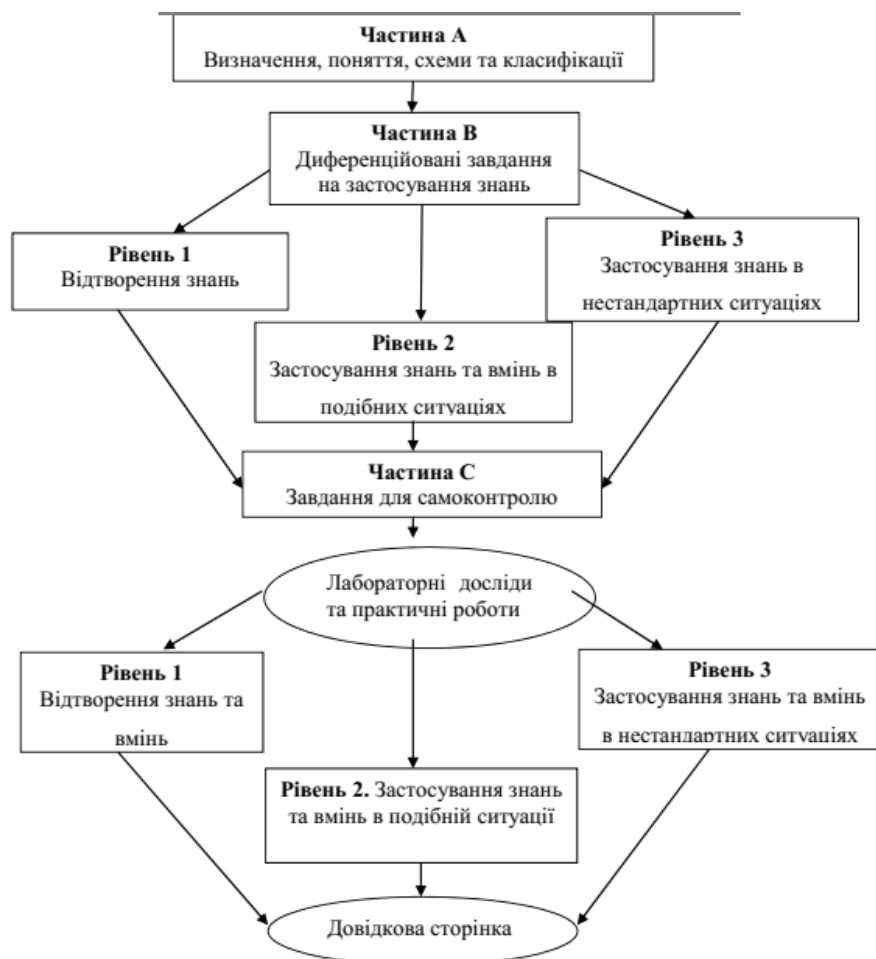 Частина А
Визначення, поняття, схеми та класифікації
Частина В
Диференційовані завдання
на застосування знань
Рівень 1
Відтворення знань
Рівень 3
Застосування знань в
нестандартних ситуаціях
Рівень 2
Застосування знань та вмінь в
подібних ситуаціях
Частина С
Завдання для самоконтролю
Лабораторні досліди
та практичні роботи
Рівень 1
Відтворення знань та
вмінь
Рівень 3
Застосування знань та вмінь
в нестандартних ситуаціях
Рівень 2. Застосування знань
та вмінь в подібній ситуації
Довідкова сторінка